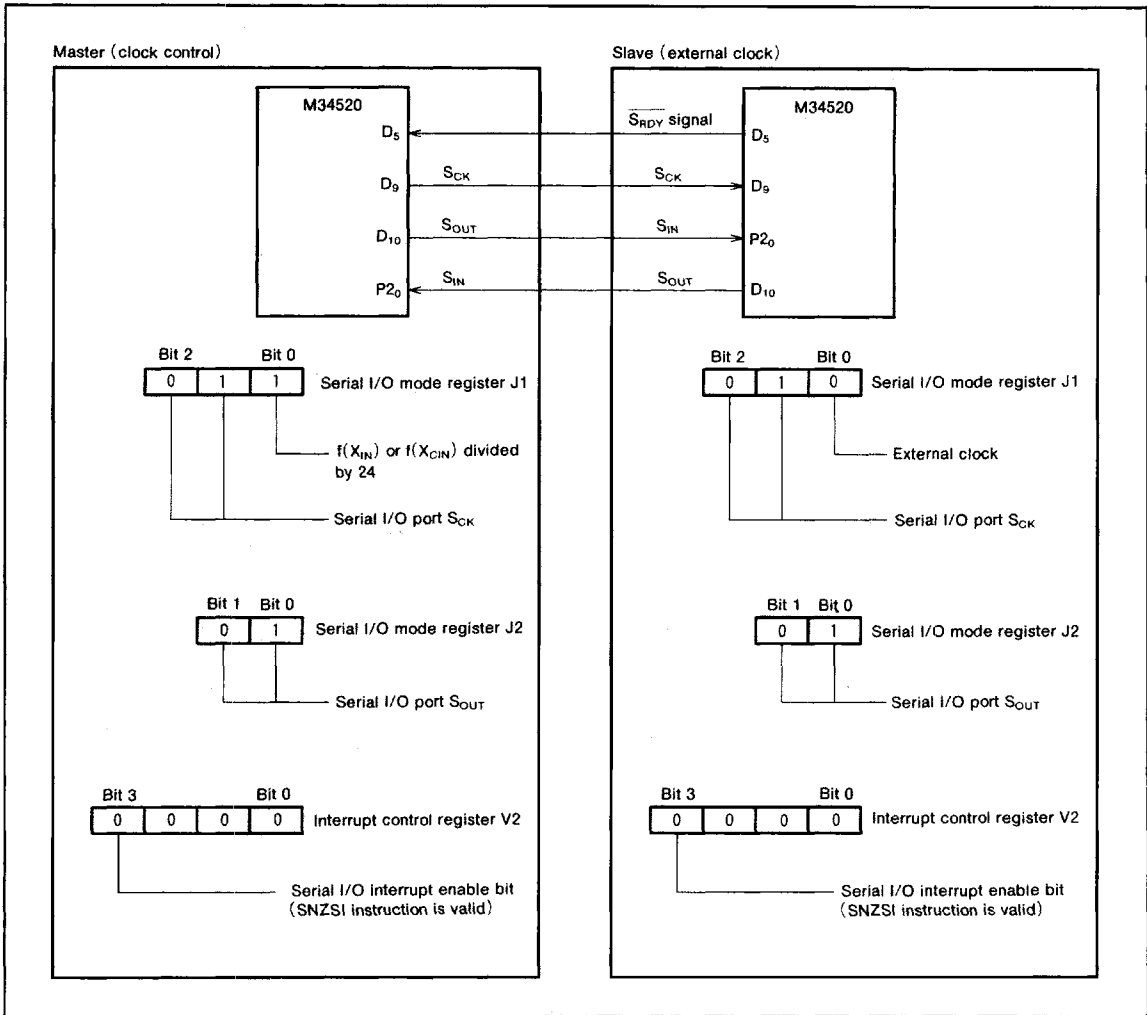 Master (clock control)
M34520
D5
D9
D10
P20
SCK
SOUT
SIN
Bit 2 Bit 0
0 1 1 Serial I/O mode register J1
f(XIN) or f(XCIN) divided
by 24
Serial I/O port SCK
Bit 1 Bit 0
0 1 Serial I/O mode register J2
Serial I/O port SOUT
Bit 3 Bit 0
0 0 0 0 Interrupt control register V2
Serial I/O interrupt enable bit
(SNZSI instruction is valid)
Slave (external clock)
S̅R̅D̅Y̅ signal
SCK
SIN
SOUT
M34520
D5
D9
P20
D10
Bit 2 Bit 0
0 1 0 Serial I/O mode register J1
External clock
Serial I/O port SCK
Bit 1 Bit 0
0 1 Serial I/O mode register J2
Serial I/O port SOUT
Bit 3 Bit 0
0 0 0 0 Interrupt control register V2
Serial I/O interrupt enable bit
(SNZSI instruction is valid)